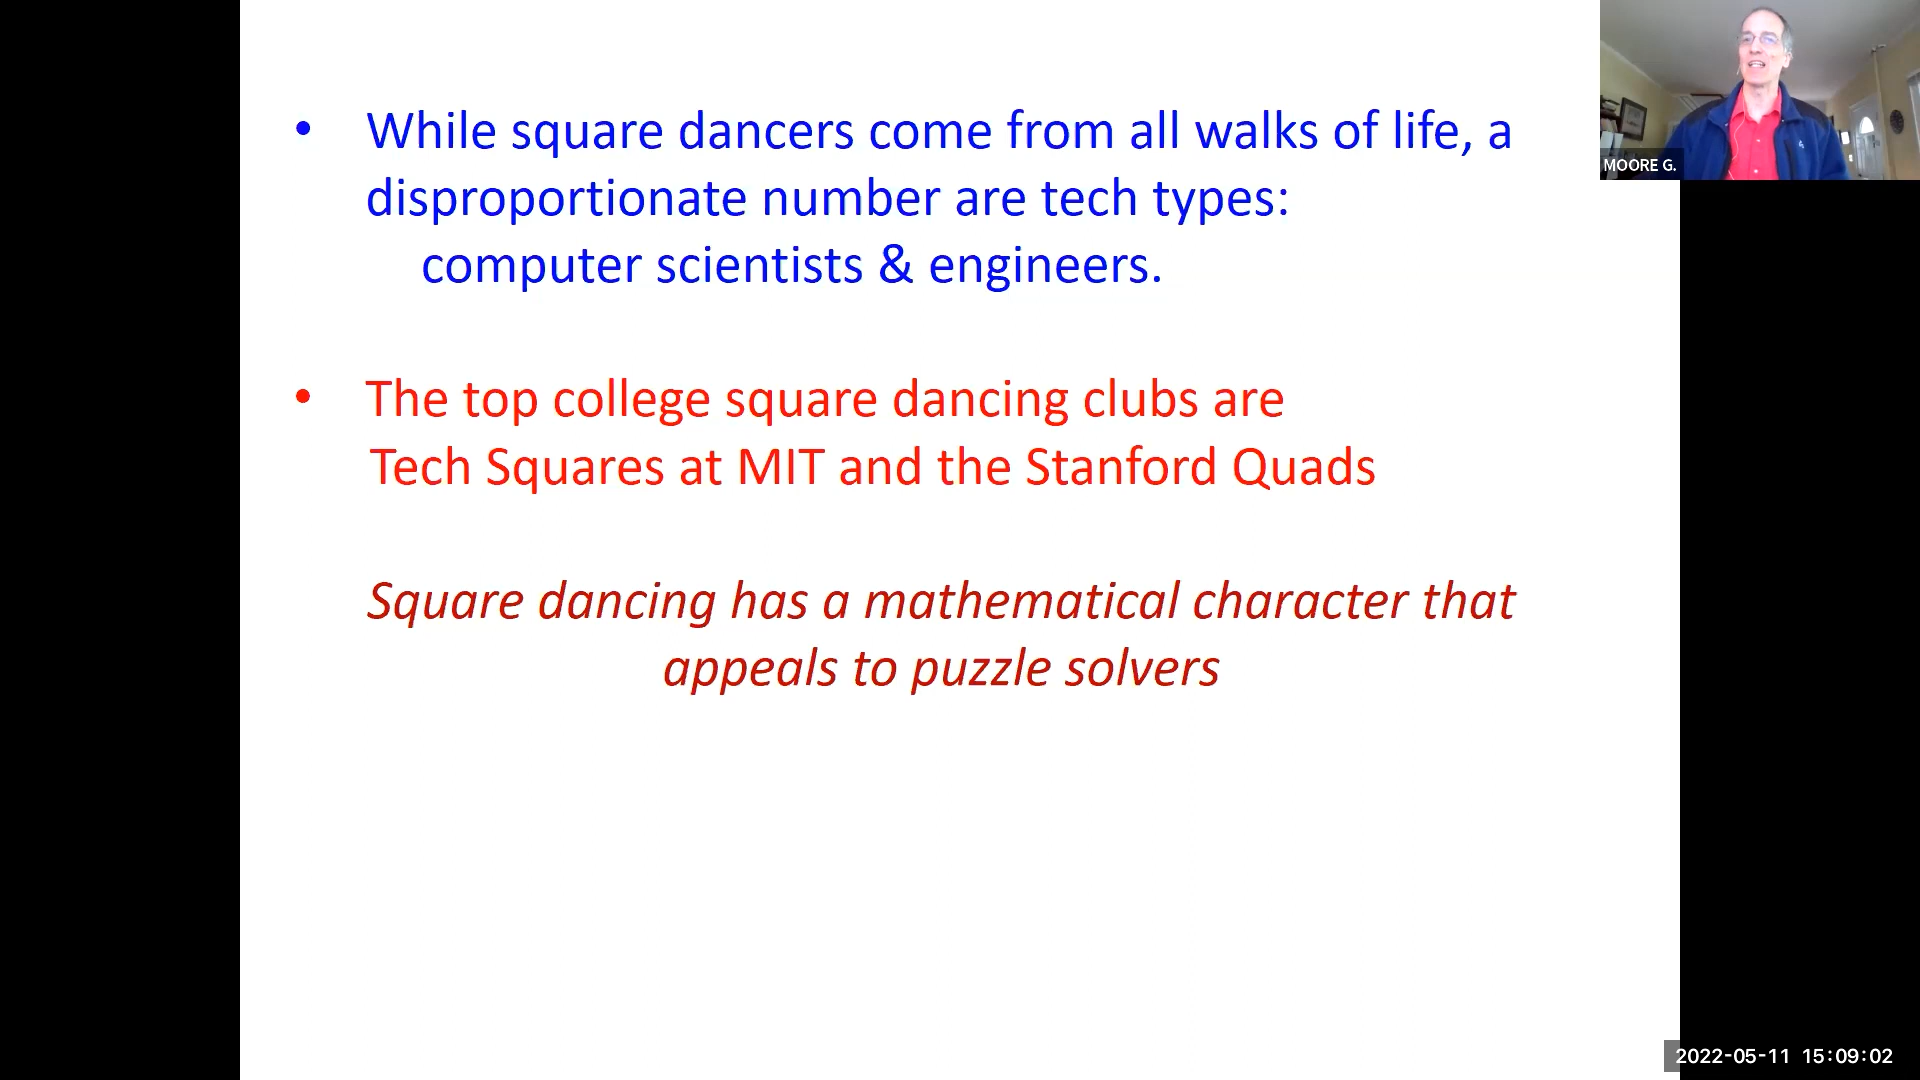 • While square dancers come from all walks of life, a
disproportionate number are tech types:
computer scientists & engineers.
• The top college square dancing clubs are
Tech Squares at MIT and the Stanford Quads
Square dancing has a mathematical character that
appeals to puzzle solvers
MOORE G.
2022-05-11 15:09:02